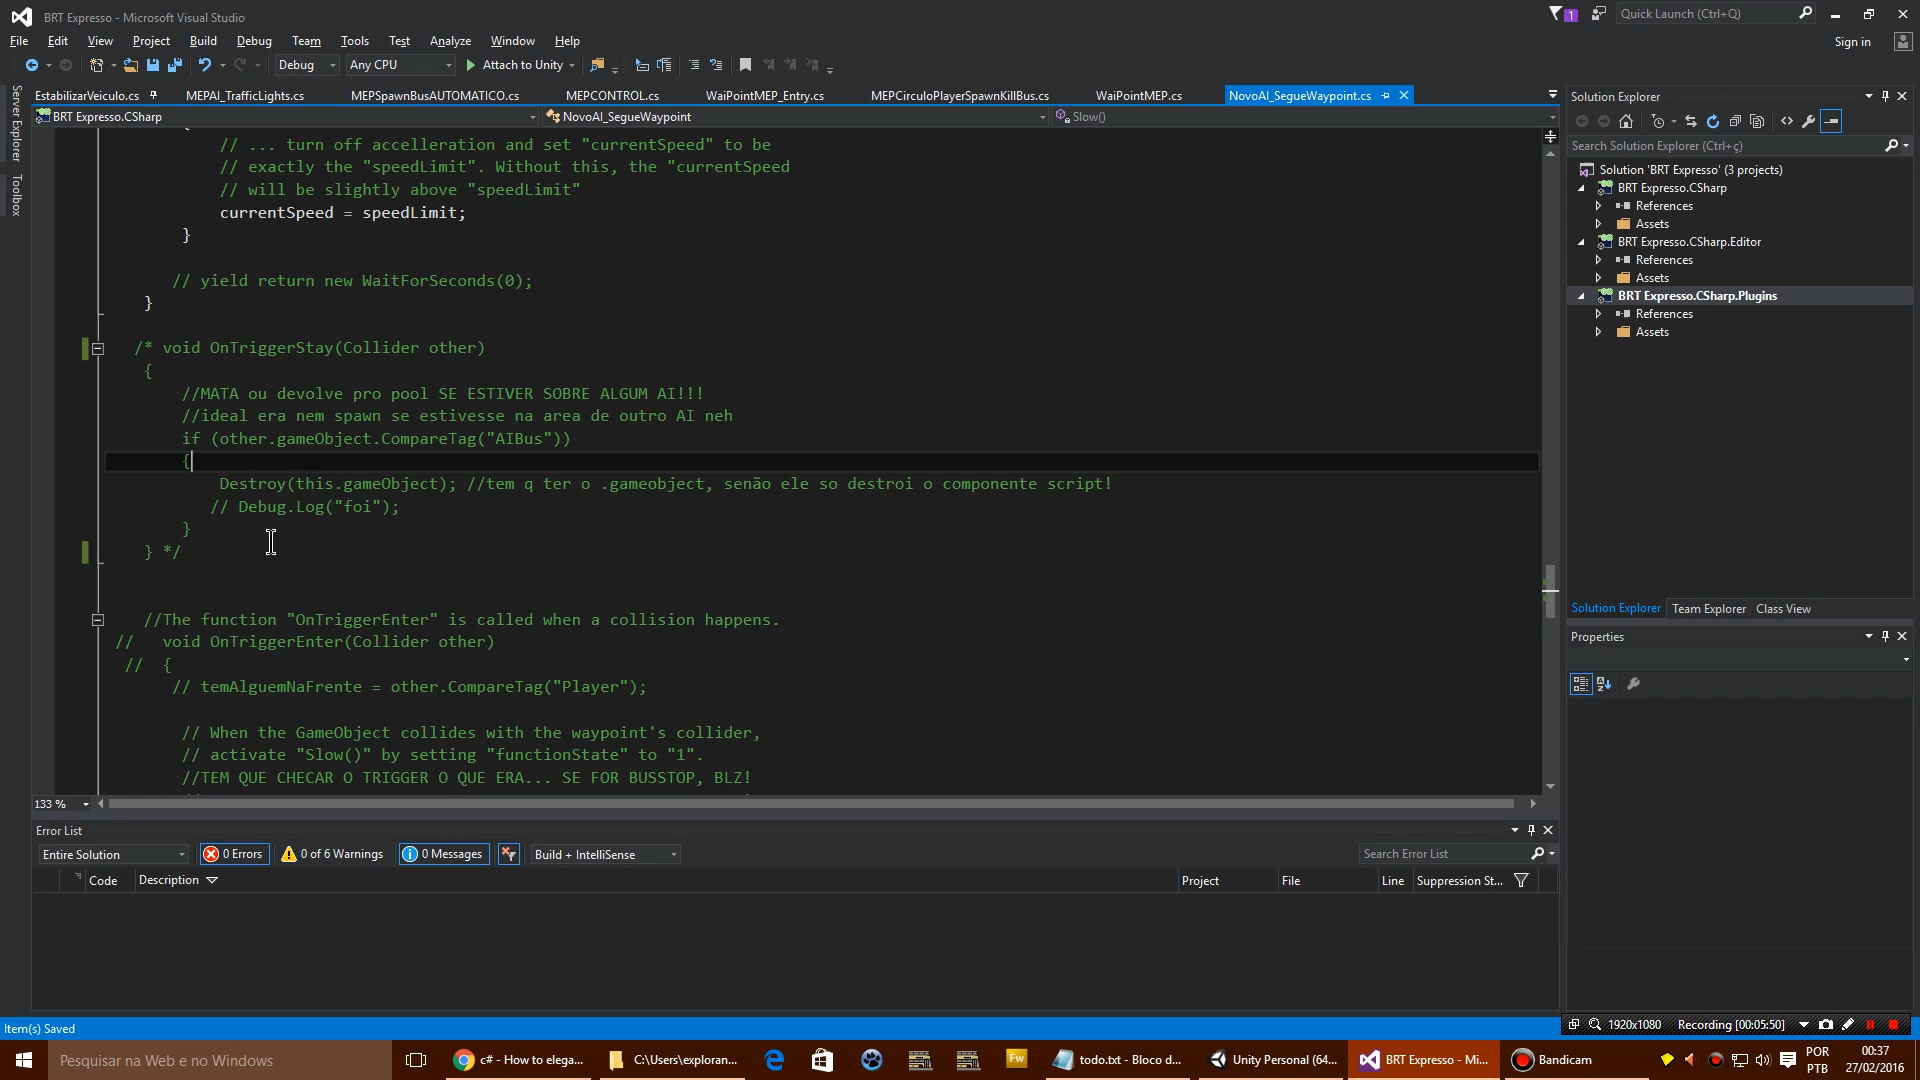 BRT Expresso - Microsoft Visual Studio
1
Quick Launch (Ctrl+Q)
File Edit View Project Build Debug Team Tools Test Analyze Window Help
Sign in
Debug Any CPU Attach to Unity
Server Explorer
Toolbox
EstabilizarVeiculo.cs MEPAI_TrafficLights.cs MEPSpawnBusAUTOMATICO.cs MEPCONTROL.cs WaiPointMEP_Entry.cs MEPCirculoPlayerSpawnKillBus.cs WaiPointMEP.cs NovoAI_SegueWaypoint.cs
BRT Expresso.CSharp NovoAI_SegueWaypoint Slow()
// ... turn off accelleration and set "currentSpeed" to be
// exactly the "speedLimit". Without this, the "currentSpeed
// will be slightly above "speedLimit"
currentSpeed = speedLimit;
}
// yield return new WaitForSeconds(0);
}
/* void OnTriggerStay(Collider other)
{
//MATA ou devolve pro pool SE ESTIVER SOBRE ALGUM AI!!!
//ideal era nem spawn se estivesse na area de outro AI neh
if (other.gameObject.CompareTag("AIBus"))
{
Destroy(this.gameObject); //tem q ter o .gameobject, senão ele so destroi o componente script!
// Debug.Log("foi");
}
} */
//The function "OnTriggerEnter" is called when a collision happens.
// void OnTriggerEnter(Collider other)
// {
// temAlguemNaFrente = other.CompareTag("Player");
// When the GameObject collides with the waypoint's collider,
// activate "Slow()" by setting "functionState" to "1".
//TEM QUE CHECAR O TRIGGER O QUE ERA... SE FOR BUSSTOP, BLZ!
133 %
Solution Explorer
Search Solution Explorer (Ctrl+ç)
Solution 'BRT Expresso' (3 projects)
BRT Expresso.CSharp
References
Assets
BRT Expresso.CSharp.Editor
References
Assets
BRT Expresso.CSharp.Plugins
References
Assets
Solution Explorer Team Explorer Class View
Properties
Error List
Entire Solution 0 Errors 0 of 6 Warnings 0 Messages Build + IntelliSense Search Error List
Code Description Project File Line Suppression St...
Item(s) Saved
1920x1080 Recording [00:05:50]
Pesquisar na Web e no Windows
c# - How to elega...
C:\Users\exploran...
Fw
todo.txt - Bloco d...
Unity Personal (64...
BRT Expresso - Mi...
Bandicam
POR
PTB
00:37
27/02/2016